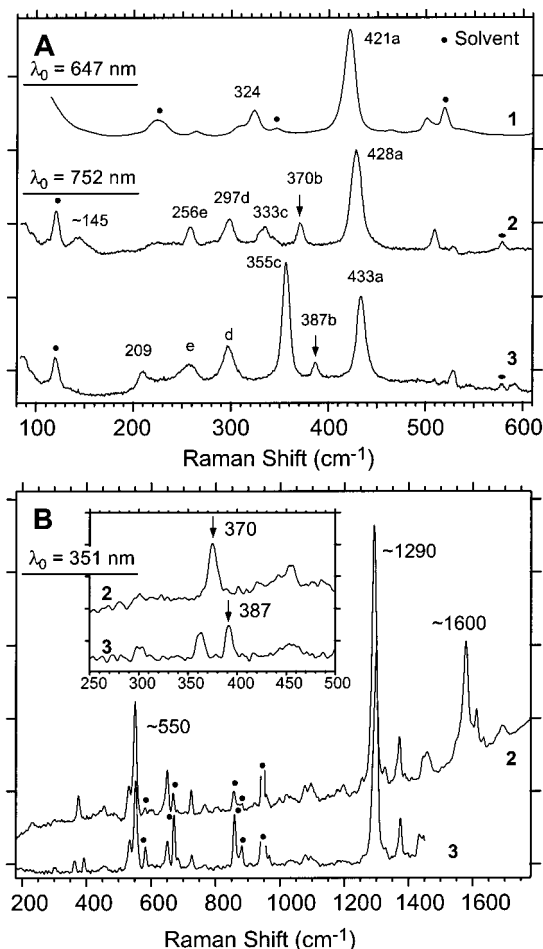 A
• Solvent
λ0 = 647 nm
421a
324
1
λ0 = 752 nm
428a
~145
256e
297d
333c
370b
2
355c
433a
387b
209
e
d
3
100 200 300 400 500 600
Raman Shift (cm-1)
B
λ0 = 351 nm
370
2
387
3
250 300 350 400 450 500
~1290
~1600
~550
2
3
200 400 600 800 1000 1200 1400 1600
Raman Shift (cm-1)